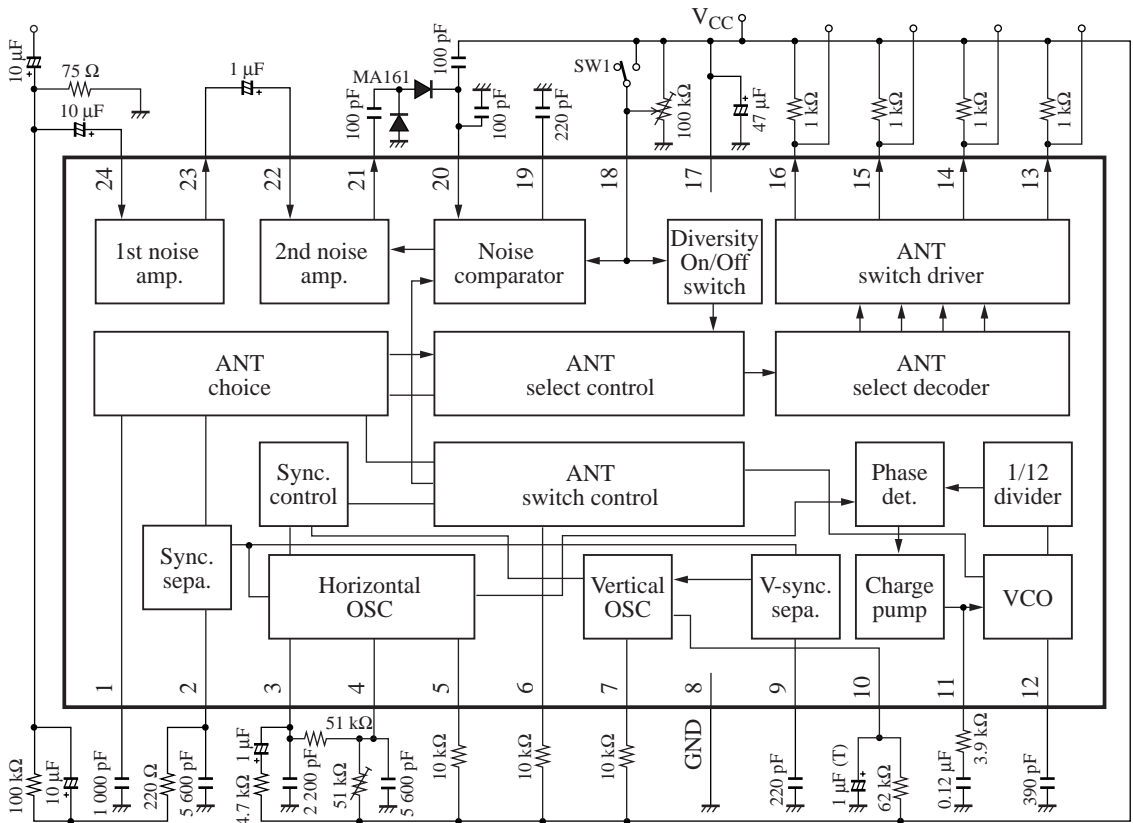 V_CC
10 µF
75 Ω
10 µF
1 µF
MA161
100 pF
100 pF
100 pF
220 pF
SW1
100 kΩ
47 µF
1 kΩ
1 kΩ
1 kΩ
1 kΩ
24
23
22
21
20
19
18
17
16
15
14
13
1st noise
amp.
2nd noise
amp.
Noise
comparator
Diversity
On/Off
switch
ANT
switch driver
ANT
choice
ANT
select control
ANT
select decoder
Sync.
control
ANT
switch control
Phase
det.
1/12
divider
Sync.
sepa.
Horizontal
OSC
Vertical
OSC
V-sync.
sepa.
Charge
pump
VCO
1
2
3
4
5
6
7
8
9
10
11
12
100 kΩ
10 µF
1 000 pF
220 Ω
5 600 pF
1 µF
4.7 kΩ
2 200 pF
51 kΩ
51 kΩ
5 600 pF
10 kΩ
10 kΩ
10 kΩ
GND
220 pF
1 µF (T)
62 kΩ
3.9 kΩ
0.12 µF
390 pF